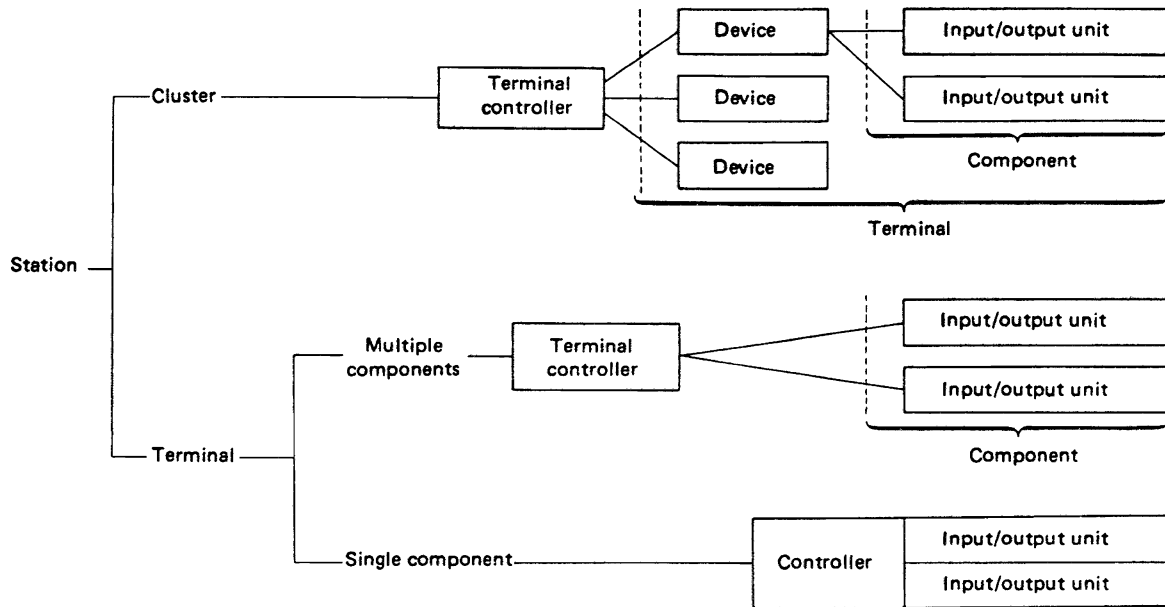 Device
Input/output unit
Cluster
Terminal
controller
Device
Input/output unit
Device
Component
Terminal
Station
Input/output unit
Multiple
components
Terminal
controller
Input/output unit
Terminal
Component
Single component
Controller
Input/output unit
Input/output unit